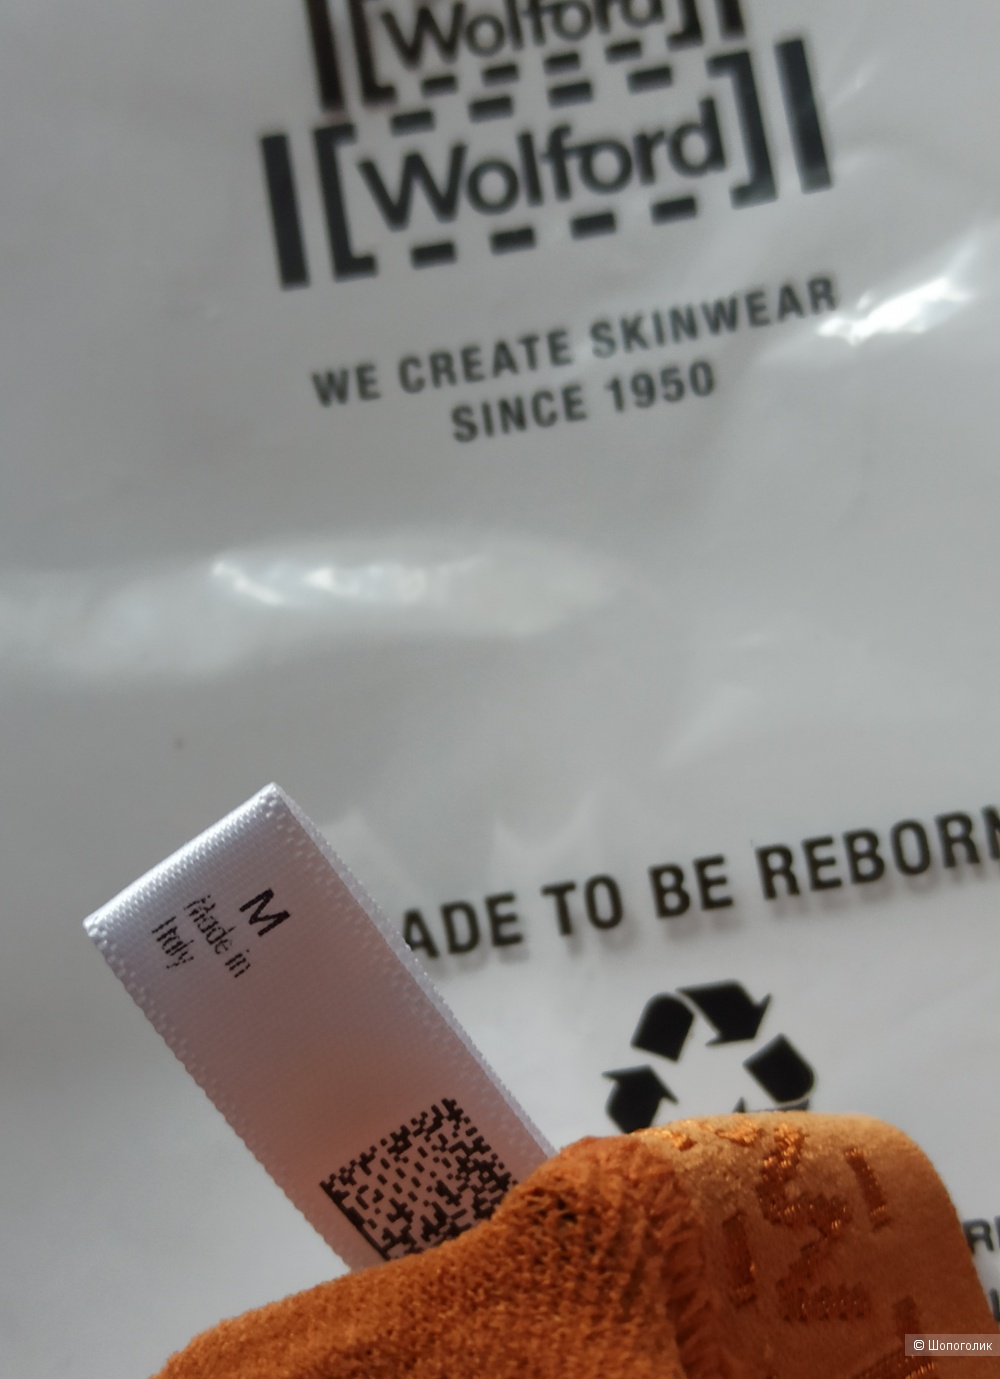 Wolford
Wolford
WE CREATE SKINWEAR
SINCE 1950
ADE TO BE REBORN
M
Made in
Italy
© Шопоголик